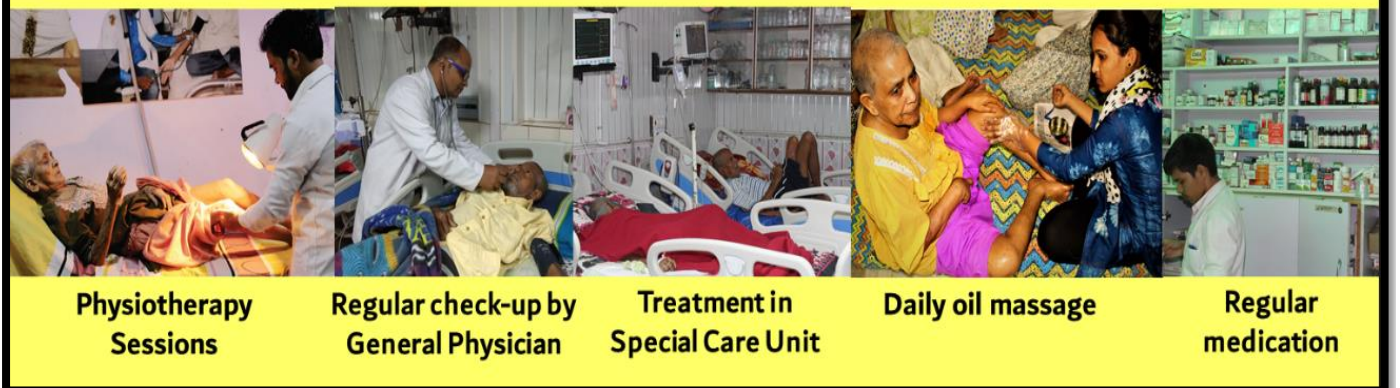 Physiotherapy
Sessions
Regular check-up by
General Physician
Treatment in
Special Care Unit
Daily oil massage
Regular
medication